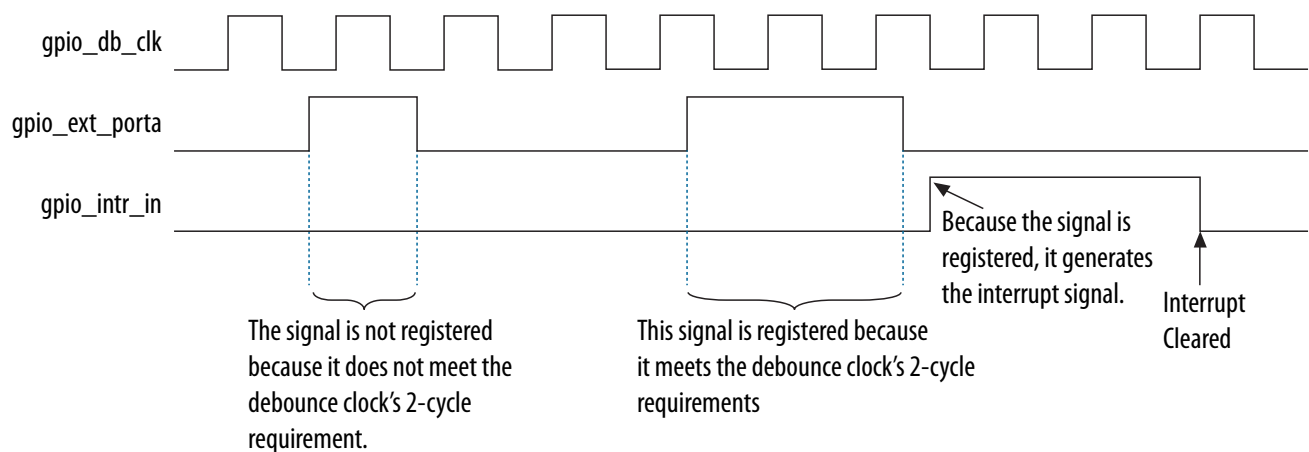 gpio_db_clk
gpio_ext_porta
gpio_intr_in
The signal is not registered
because it does not meet the
debounce clock’s 2-cycle
requirement.
This signal is registered because
it meets the debounce clock’s 2-cycle
requirements
Because the signal is
registered, it generates
the interrupt signal.
Interrupt
Cleared